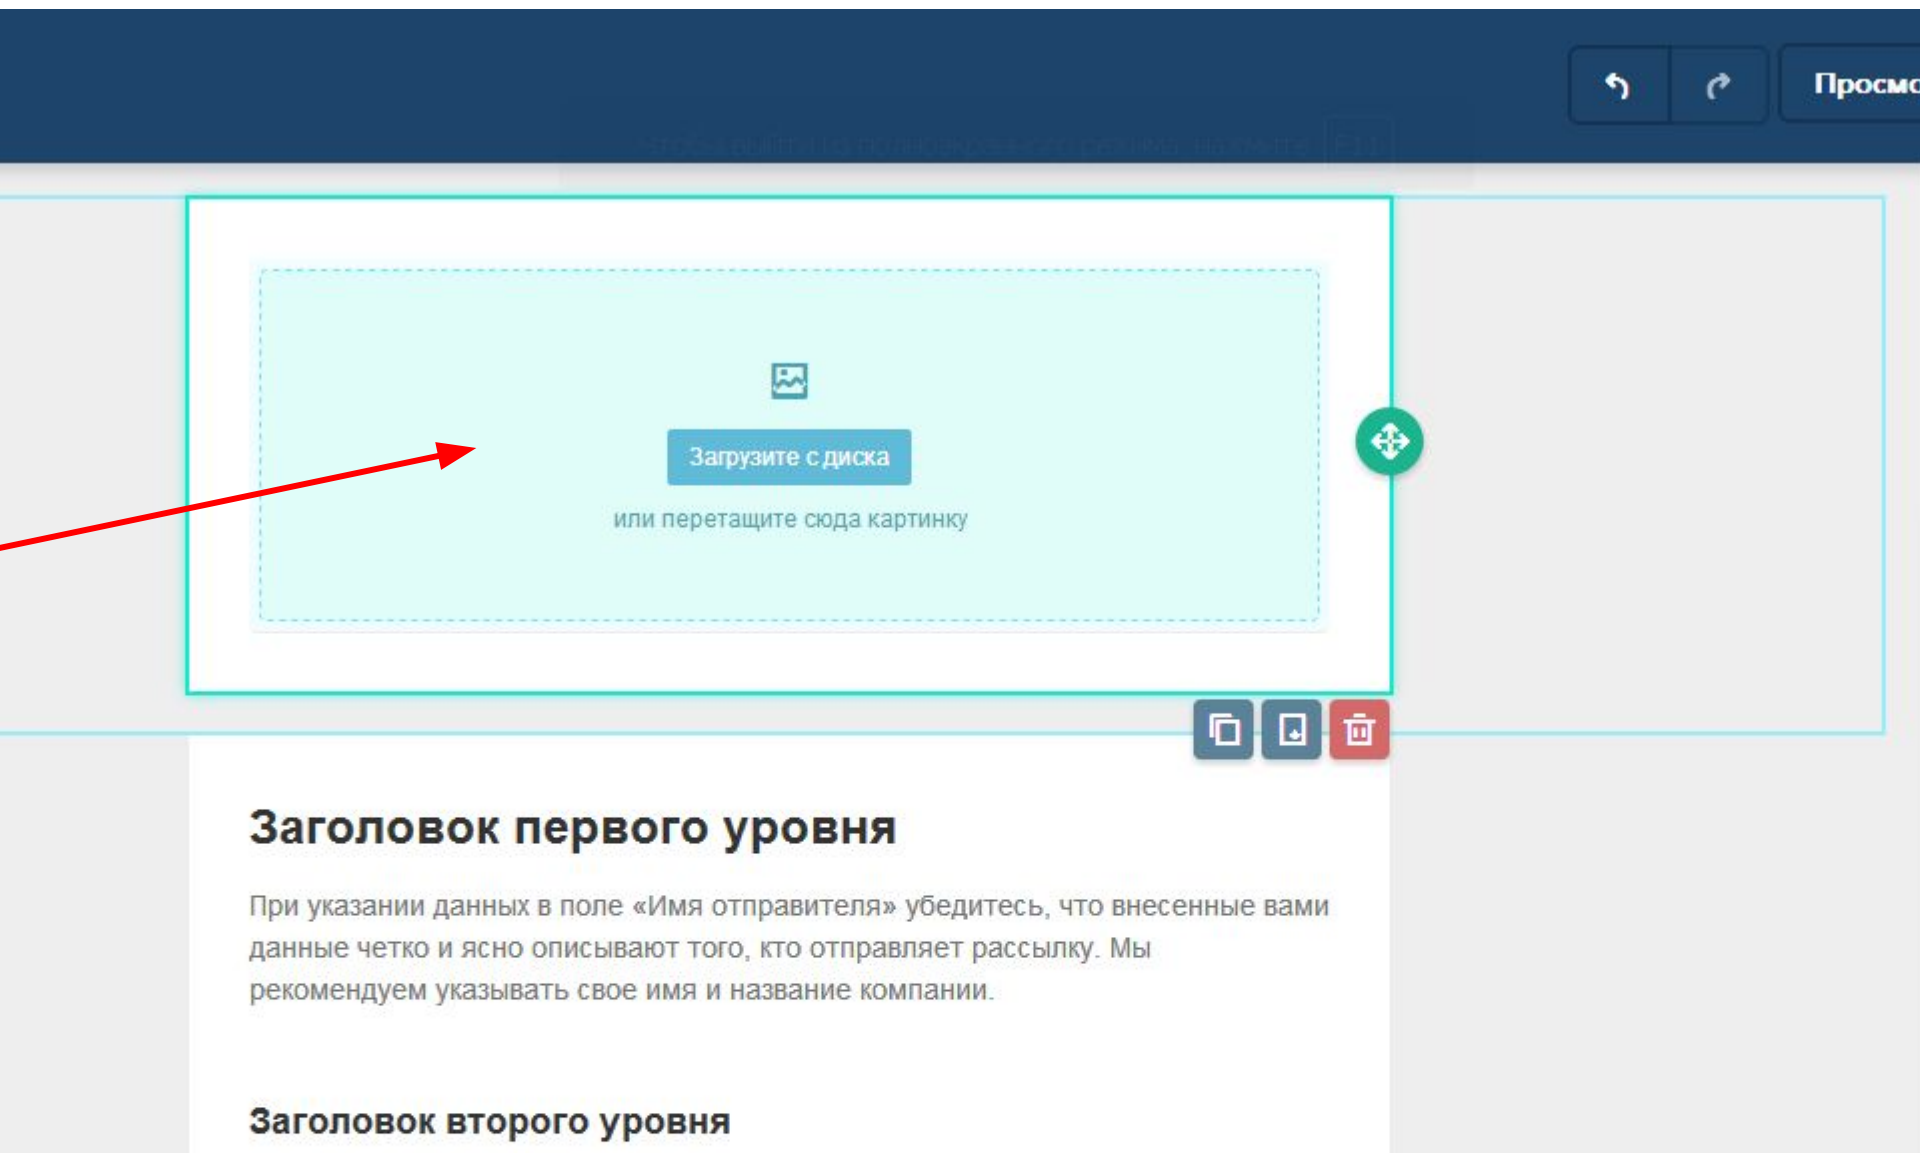 Просмо
Загрузите с диска
или перетащите сюда картинку
Заголовок первого уровня
При указании данных в поле «Имя отправителя» убедитесь, что внесенные вами
данные четко и ясно описывают того, кто отправляет рассылку. Мы
рекомендуем указывать свое имя и название компании.
Заголовок второго уровня